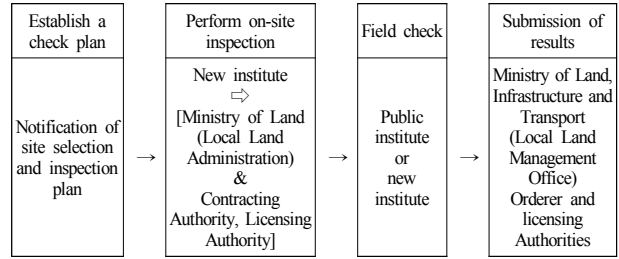 Establish a
check plan
Notification of
site selection
and inspection
plan
→
Perform on-site
inspection
New institute
⇨
[Ministry of Land
(Local Land
Administration)
&
Contracting
Authority, Licensing
Authority]
→
Field check
Public
institute
or
new
institute
→
Submission of
results
Ministry of Land,
Infrastructure and
Transport
(Local Land
Management
Office)
Orderer and
licensing
Authorities